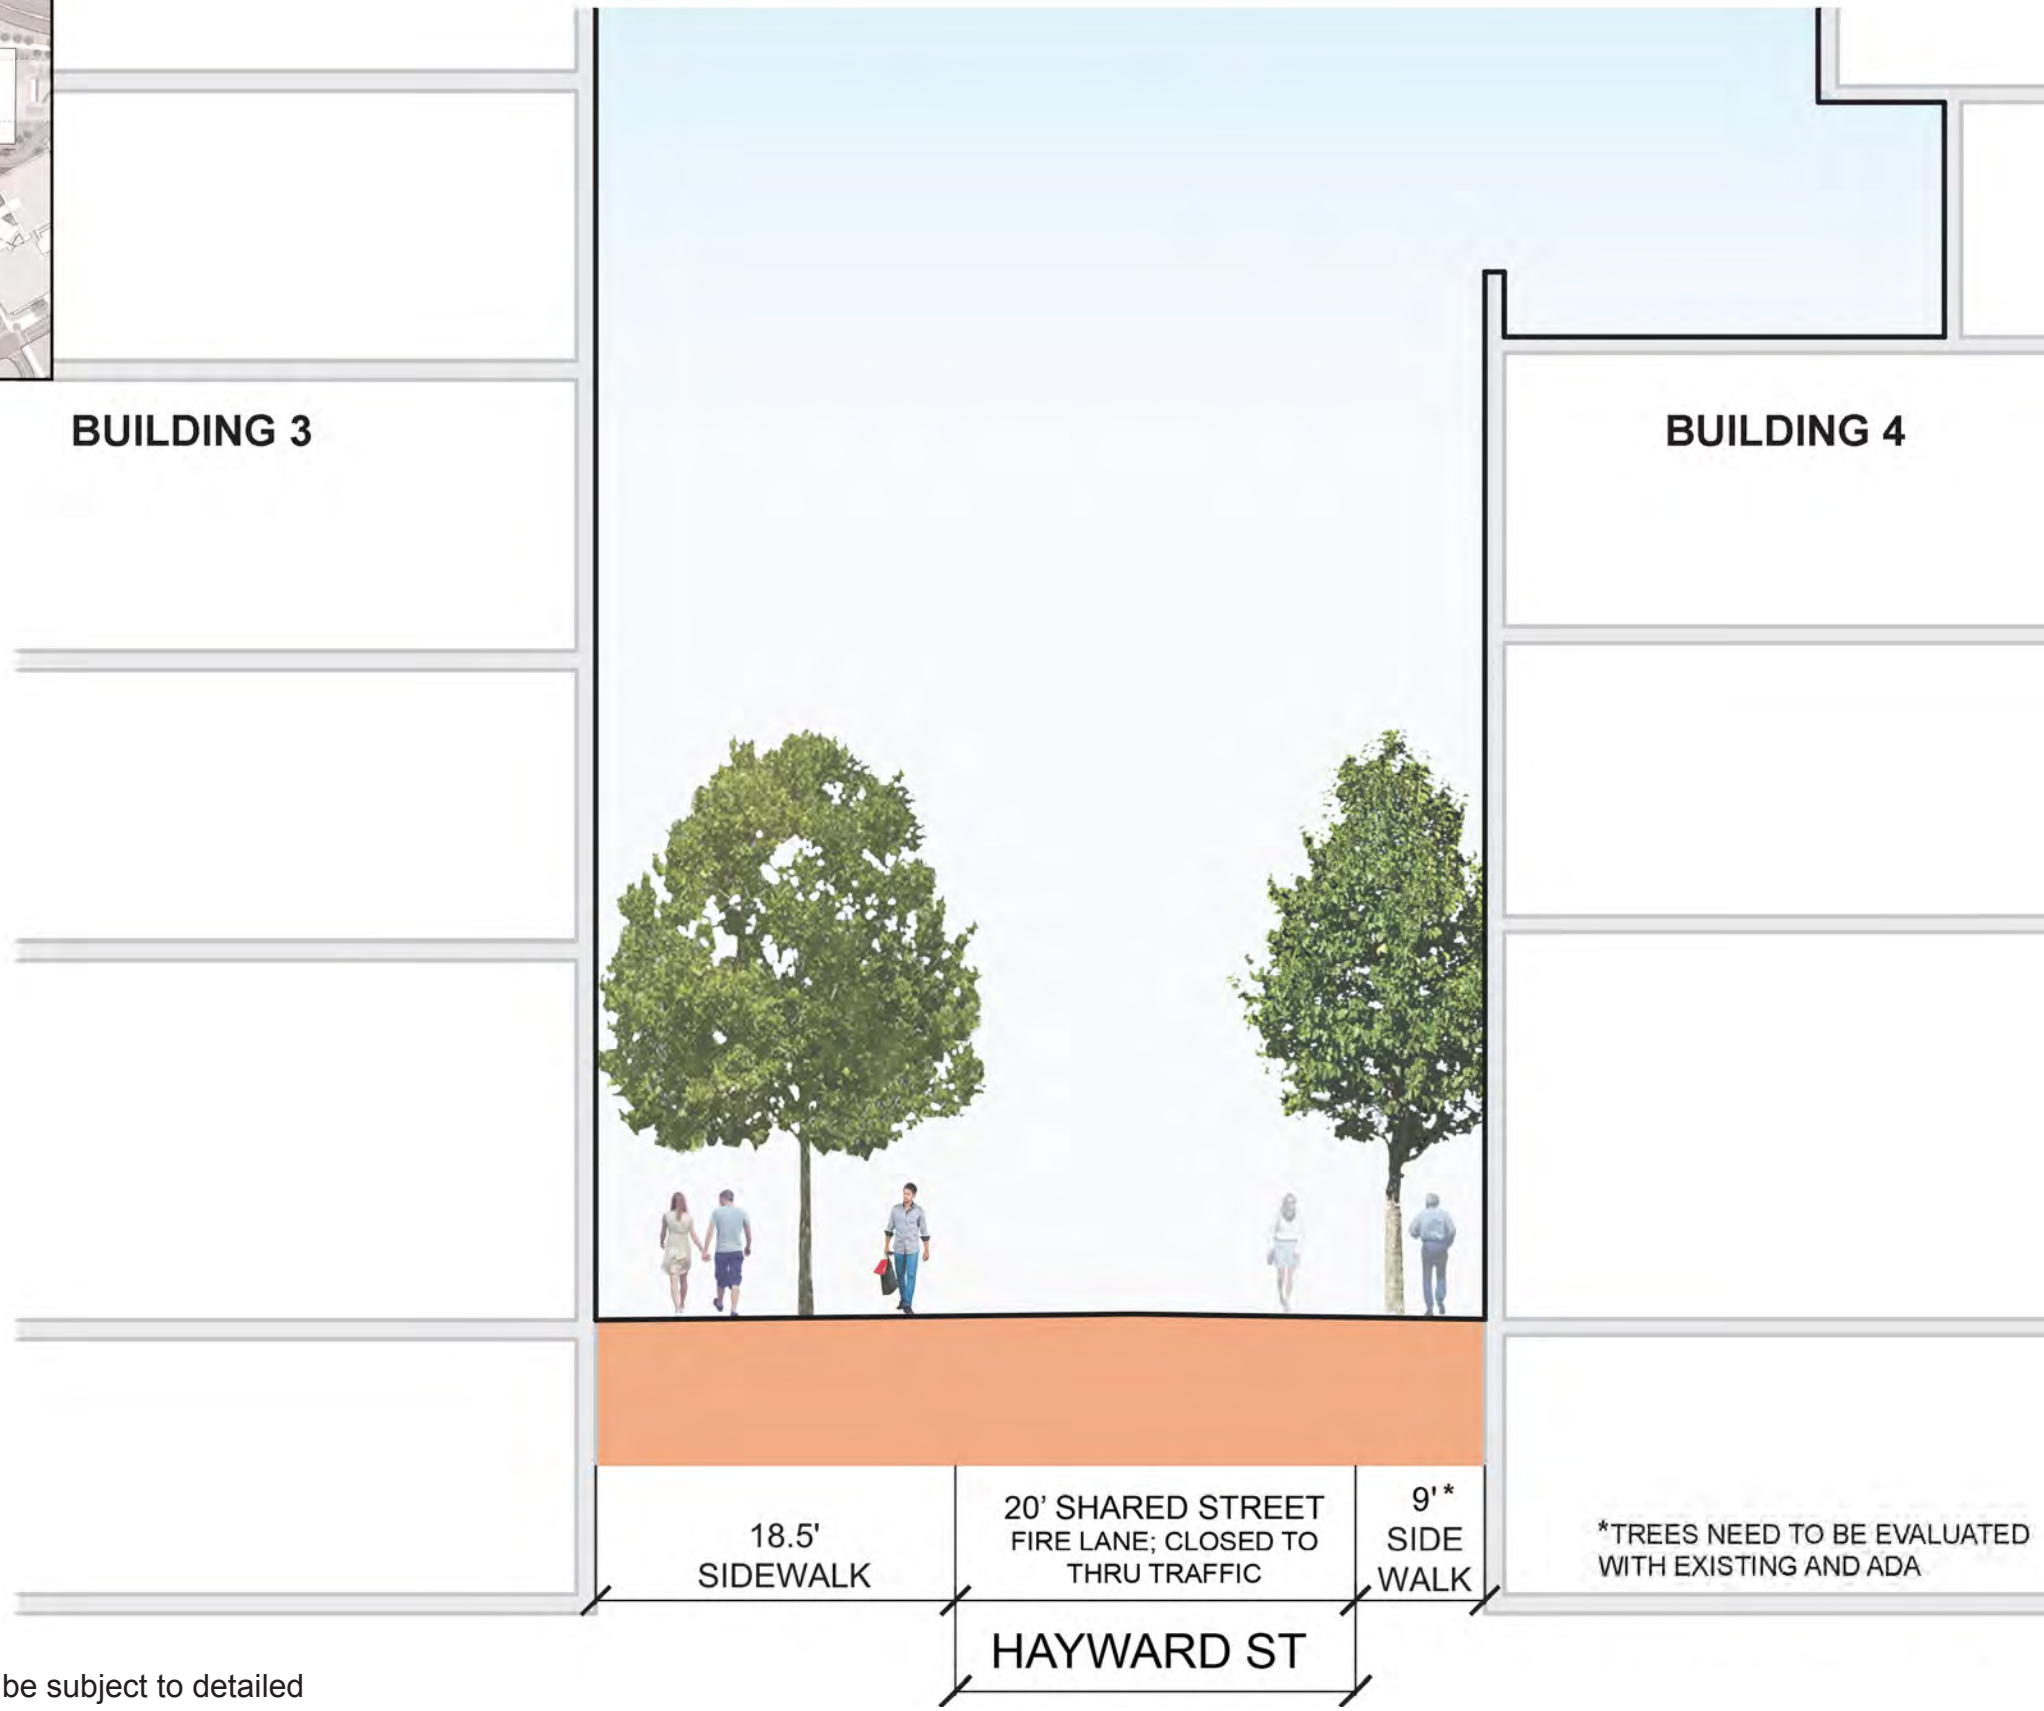 BUILDING 3
BUILDING 4
18.5'
SIDEWALK
20’ SHARED STREET
FIRE LANE; CLOSED TO
THRU TRAFFIC
9'*
SIDE
WALK
*TREES NEED TO BE EVALUATED
WITH EXISTING AND ADA
HAYWARD ST
be subject to detailed